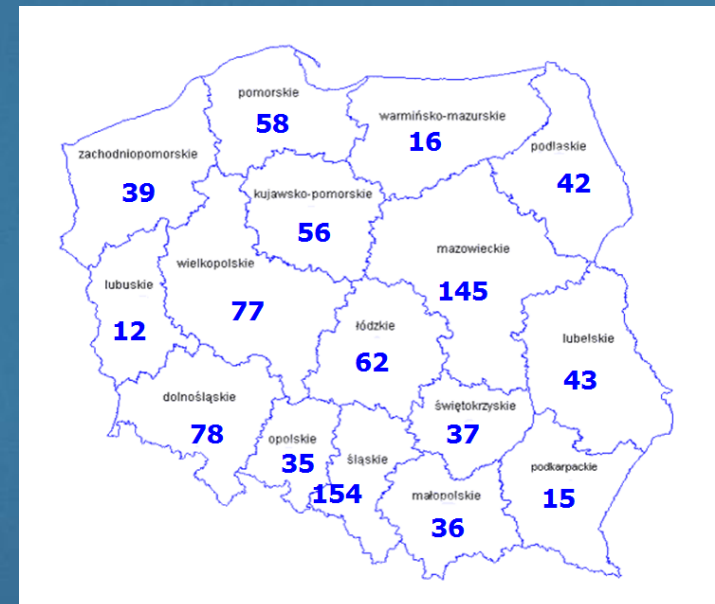 pomorskie
58
warmińsko-mazurskie
16
podlaskie
42
zachodniopomorskie
39
kujawsko-pomorskie
56
mazowieckie
145
wielkopolskie
77
lubuskie
12
łódzkie
62
lubelskie
43
dolnośląskie
78
świętokrzyskie
37
opolskie
35
śląskie
154
małopolskie
36
podkarpackie
15